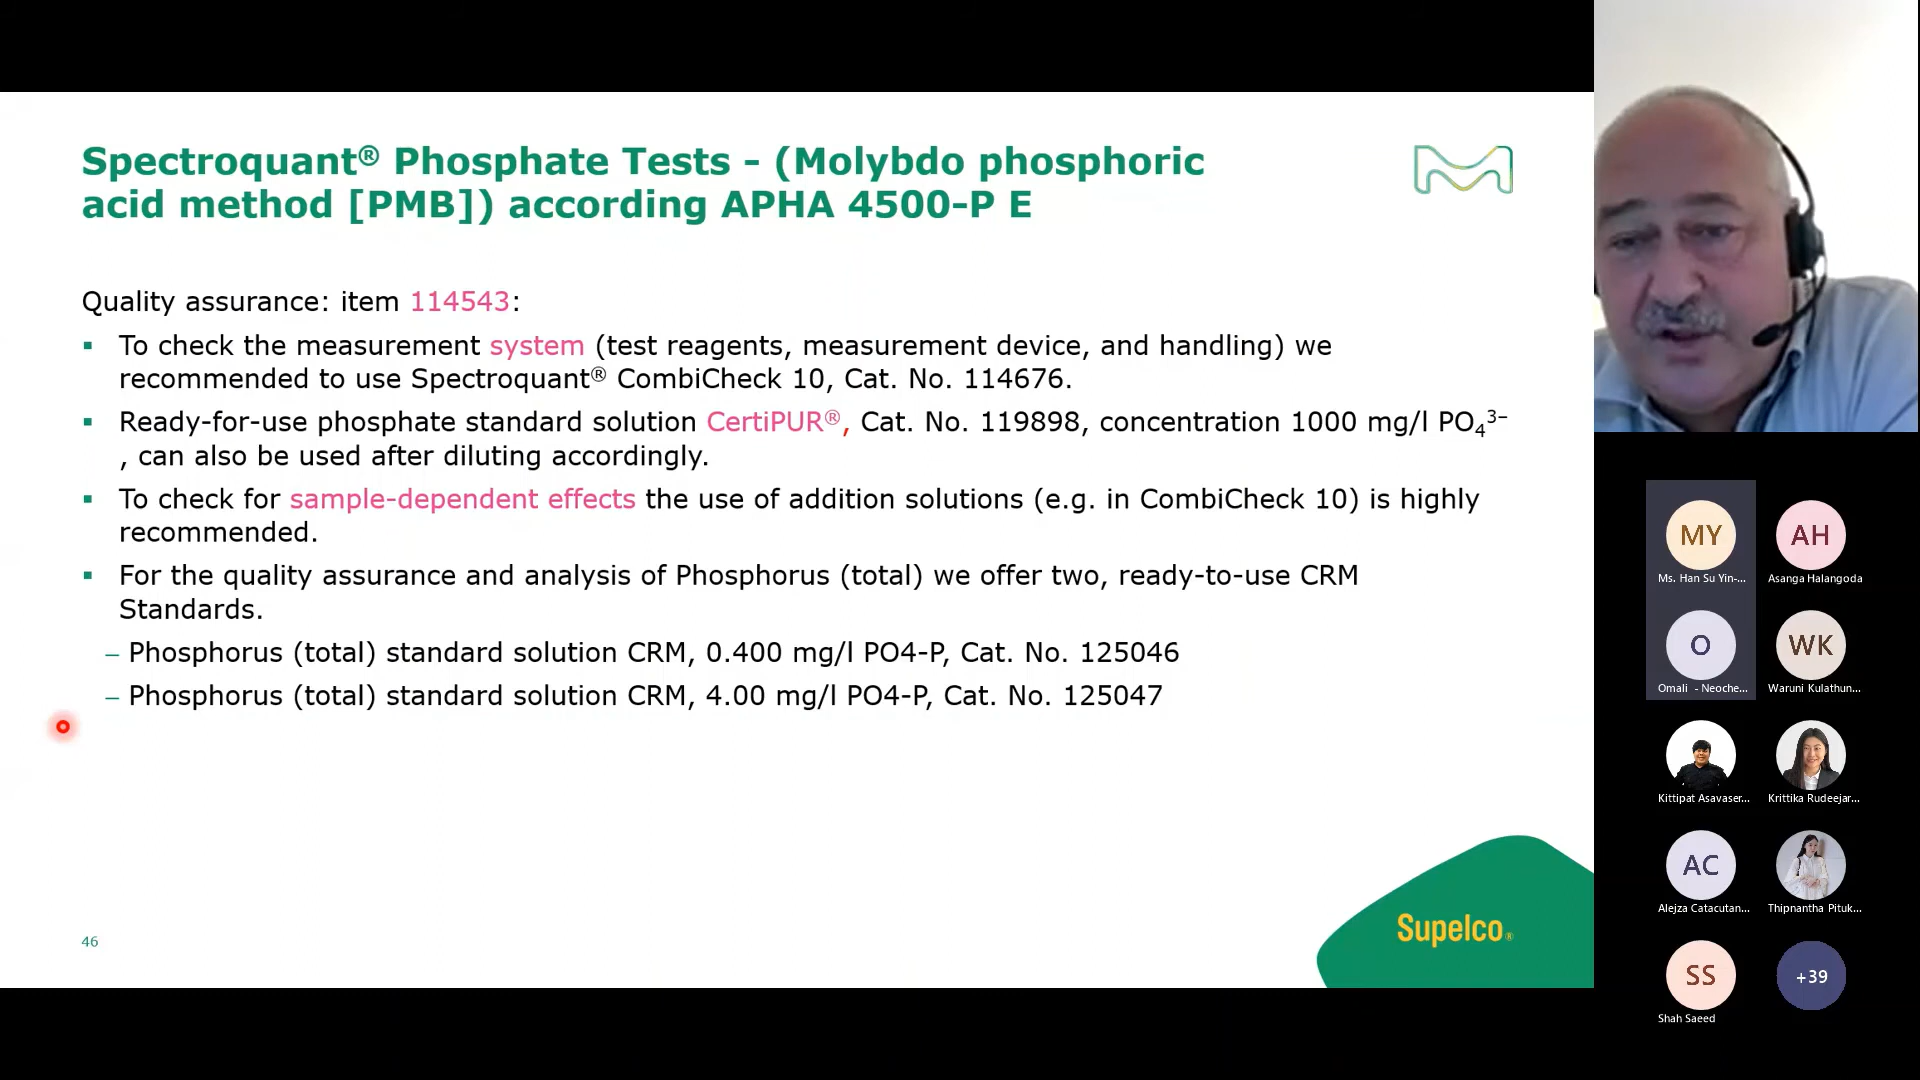 Spectroquant® Phosphate Tests - (Molybdo phosphoric
acid method [PMB]) according APHA 4500-P E
Quality assurance: item 114543:
▪ To check the measurement system (test reagents, measurement device, and handling) we
recommended to use Spectroquant® CombiCheck 10, Cat. No. 114676.
▪ Ready-for-use phosphate standard solution CertiPUR®, Cat. No. 119898, concentration 1000 mg/l PO₄³⁻
, can also be used after diluting accordingly.
▪ To check for sample-dependent effects the use of addition solutions (e.g. in CombiCheck 10) is highly
recommended.
▪ For the quality assurance and analysis of Phosphorus (total) we offer two, ready-to-use CRM
Standards.
– Phosphorus (total) standard solution CRM, 0.400 mg/l PO4-P, Cat. No. 125046
– Phosphorus (total) standard solution CRM, 4.00 mg/l PO4-P, Cat. No. 125047
46
Supelco®
MY
Ms. Han Su Yin-...
AH
Asanga Halangoda
O
Omali - Neoche...
WK
Waruni Kulathun...
Kittipat Asavaser...
Krittika Rudeejar...
AC
Alejza Catacutan...
Thipnantha Pituk...
SS
Shah Saeed
+39